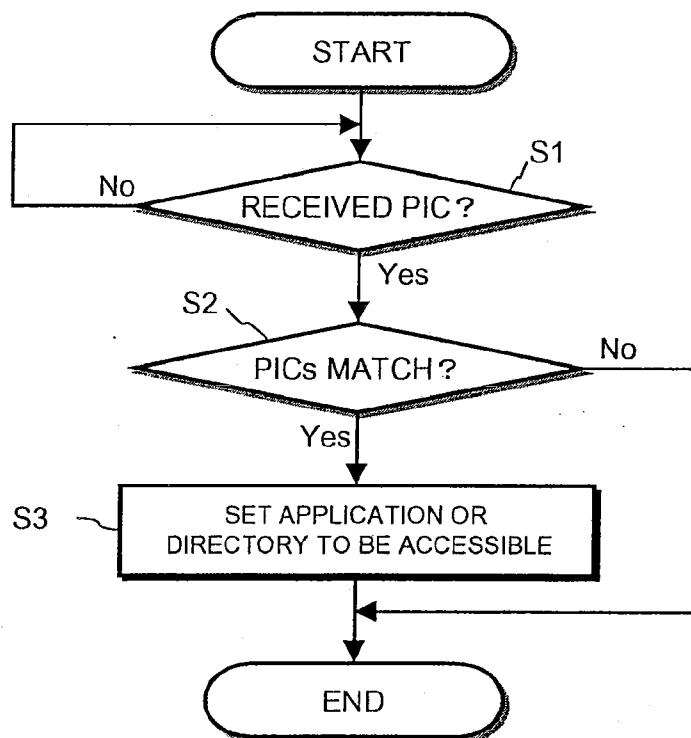 START
S1
No
RECEIVED PIC?
Yes
S2
No
PICs MATCH?
Yes
S3
SET APPLICATION OR
DIRECTORY TO BE ACCESSIBLE
END